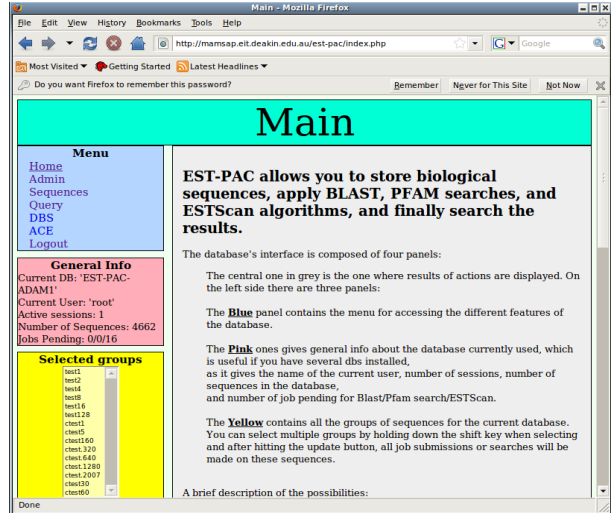 Main - Mozilla Firefox
File Edit View History Bookmarks Tools Help
http://mamsap.eit.deakin.edu.au/est-pac/index.php
G Google
Most Visited Getting Started Latest Headlines
Do you want Firefox to remember this password? Remember Never for This Site Not Now
Main
Menu
Home
Admin
Sequences
Query
DBS
ACE
Logout
General Info
Current DB: 'EST-PAC-
ADAM1'
Current User: 'root'
Active sessions: 1
Number of Sequences: 4662
Jobs Pending: 0/0/16
Selected groups
test1
test2
test4
test8
test16
test128
ctest1
ctest5
ctest160
ctest.320
ctest.640
ctest.1280
ctest.2007
ctest30
ctest60
EST-PAC allows you to store biological
sequences, apply BLAST, PFAM searches, and
ESTScan algorithms, and finally search the
results.
The database's interface is composed of four panels:
The central one in grey is the one where results of actions are displayed. On
the left side there are three panels:
The Blue panel contains the menu for accessing the different features of
the database.
The Pink ones gives general info about the database currently used, which
is useful if you have several dbs installed,
as it gives the name of the current user, number of sessions, number of
sequences in the database,
and number of job pending for Blast/Pfam search/ESTScan.
The Yellow contains all the groups of sequences for the current database.
You can select multiple groups by holding down the shift key when selecting
and after hitting the update button, all job submissions or searches will be
made on these sequences.
A brief description of the possibilities:
Done